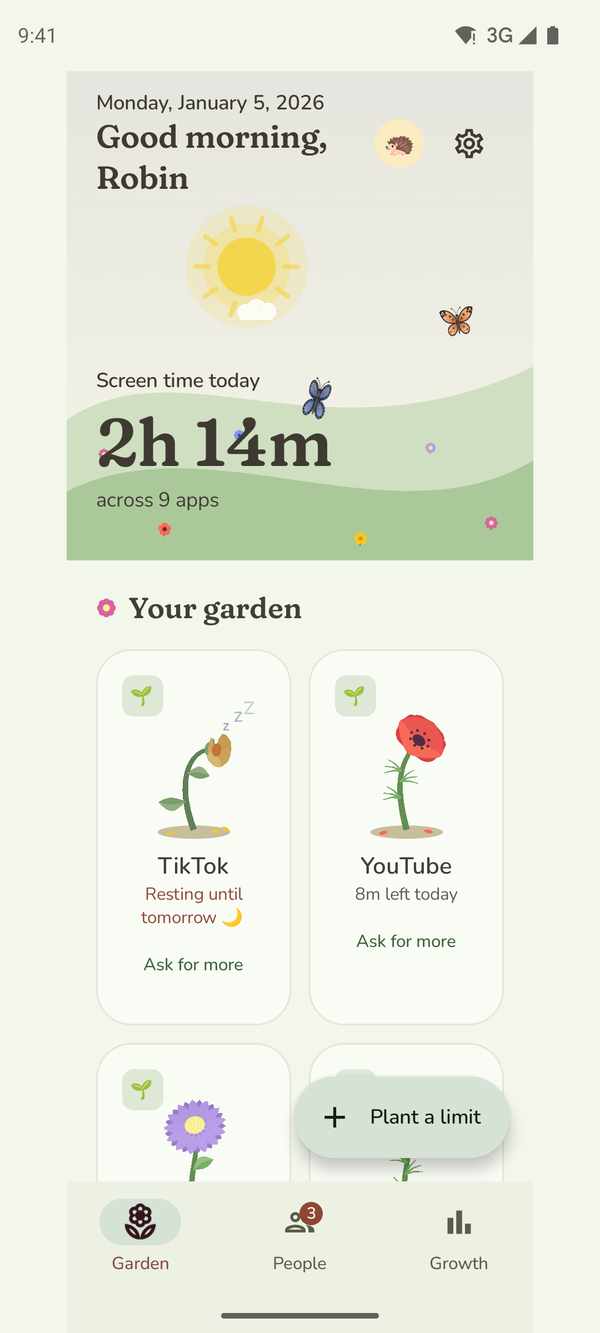 9:41
3G
Monday, January 5, 2026
Good morning,
Robin
Screen time today
2h 14m
across 9 apps
Your garden
z z Z
TikTok
Resting until
tomorrow 🌙
Ask for more
YouTube
8m left today
Ask for more
Plant a limit
3
Garden
People
Growth